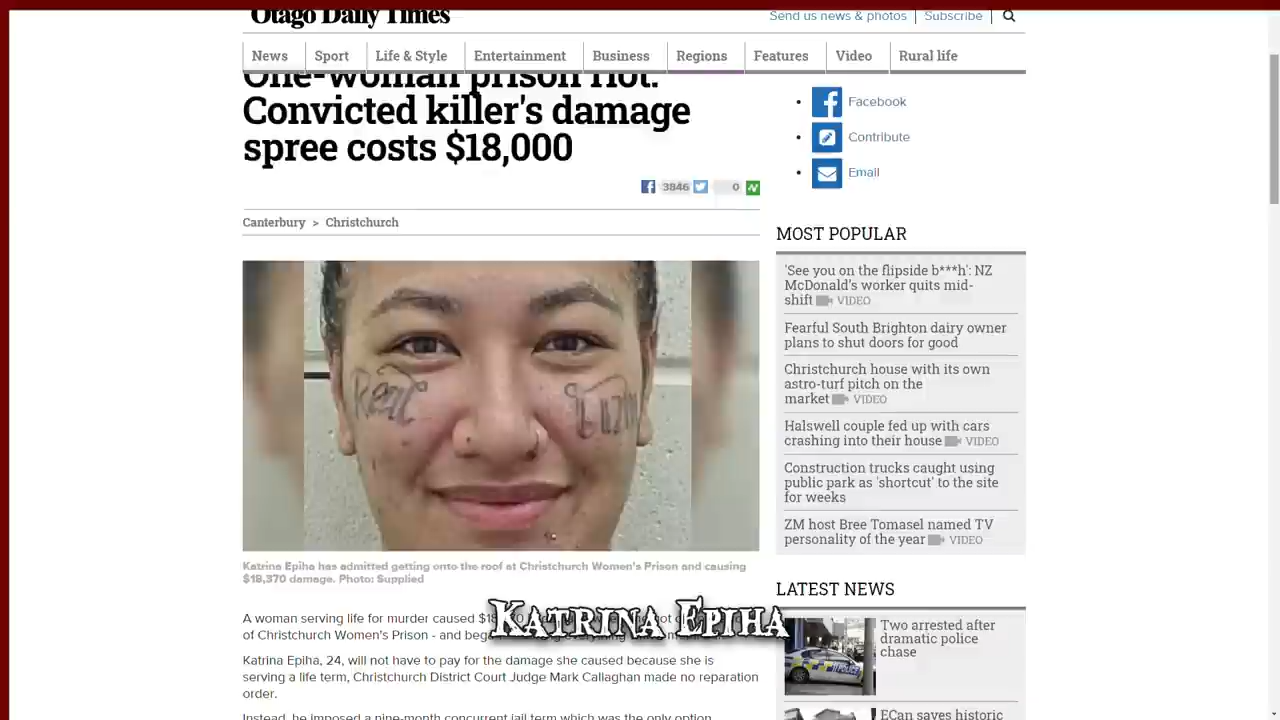 Otago Daily Times
Send us news & photos
Subscribe
News
Sport
Life & Style
Entertainment
Business
Regions
Features
Video
Rural life
One-woman prison riot:
Convicted killer's damage
spree costs $18,000
3846
0
Canterbury > Christchurch
Katrina Epiha has admitted getting onto the roof at Christchurch Women's Prison and causing
$18,370 damage. Photo: Supplied
A woman serving life for murder caused
of Christchurch Women's Prison - and
Katrina Epiha
Katrina Epiha, 24, will not have to pay for the damage she caused because she is
serving a life term, Christchurch District Court Judge Mark Callaghan made no reparation
order.
Instead, he imposed a nine-month concurrent jail term which was the only option
Facebook
Contribute
Email
MOST POPULAR
'See you on the flipside b***h': NZ
McDonald's worker quits mid-
shift VIDEO
Fearful South Brighton dairy owner
plans to shut doors for good
Christchurch house with its own
astro-turf pitch on the
market VIDEO
Halswell couple fed up with cars
crashing into their house VIDEO
Construction trucks caught using
public park as 'shortcut' to the site
for weeks
ZM host Bree Tomasel named TV
personality of the year VIDEO
LATEST NEWS
Two arrested after
dramatic police
chase
ECan saves historic